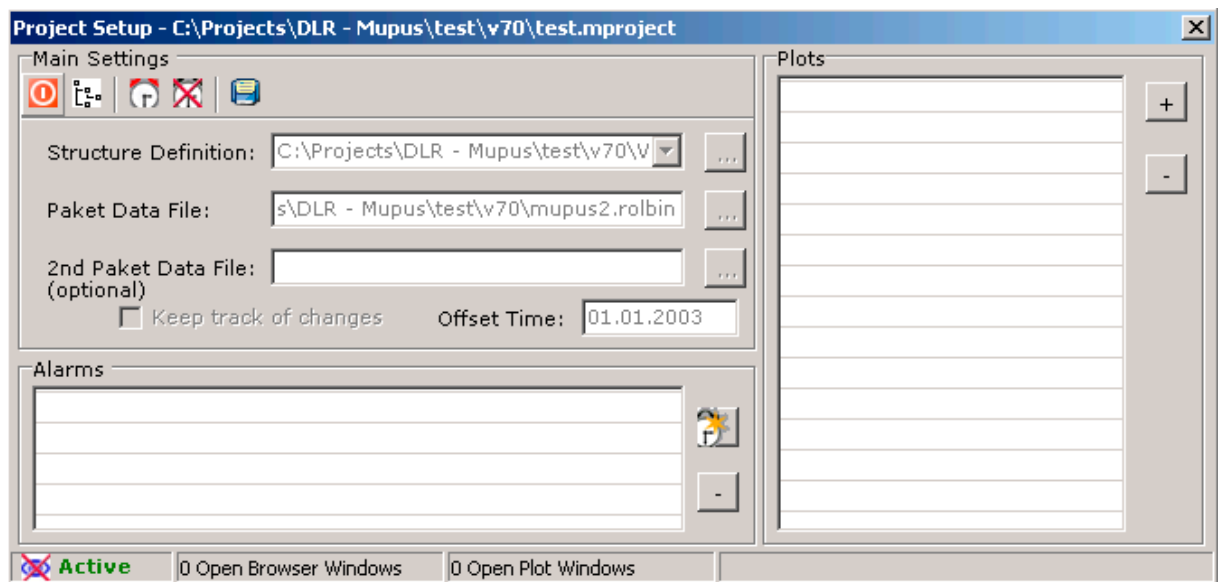 Project Setup - C:\Projects\DLR - Mupus\test\v70\test.mproject
Main Settings
Structure Definition: C:\Projects\DLR - Mupus\test\v70\V ...
Paket Data File: s\DLR - Mupus\test\v70\mupus2.rolbin ...
2nd Paket Data File: ...
(optional)
Keep track of changes Offset Time: 01.01.2003
Alarms
-
Plots
+
-
Active 0 Open Browser Windows 0 Open Plot Windows